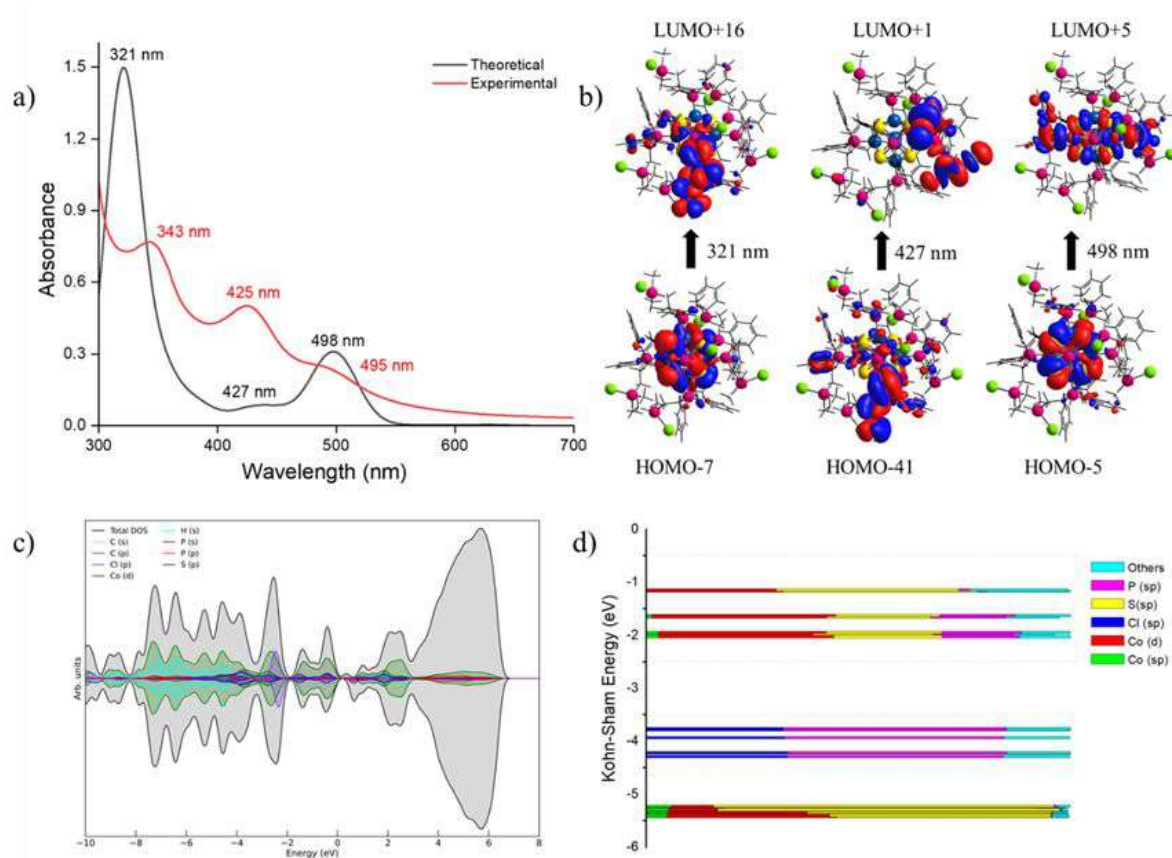 a)
321 nm
1.5
Theoretical
Experimental
1.2
0.9
343 nm
0.6
425 nm
498 nm
0.3
427 nm
495 nm
0.0
300 400 500 600 700
Absorbance
Wavelength (nm)
b)
LUMO+16 LUMO+1 LUMO+5
321 nm 427 nm 498 nm
HOMO-7 HOMO-41 HOMO-5
c)
Total DOS
C (s)
C (p)
Cl (p)
Co (d)
H (s)
P (s)
P (p)
S (p)
Arb. units
−10 −8 −6 −4 −2 0 2 4 6 8
Energy (eV)
d)
0
-1
-2
-3
-4
-5
-6
Kohn-Sham Energy (eV)
Others
P (sp)
S(sp)
Cl (sp)
Co (d)
Co (sp)